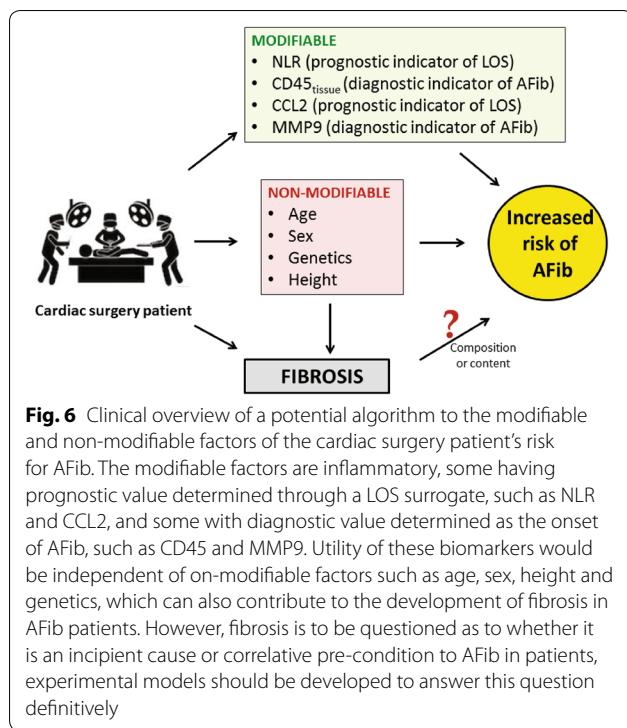 MODIFIABLE
• NLR (prognostic indicator of LOS)
• CD45tissue (diagnostic indicator of AFib)
• CCL2 (prognostic indicator of LOS)
• MMP9 (diagnostic indicator of AFib)
NON-MODIFIABLE
• Age
• Sex
• Genetics
• Height
Increased
risk of
AFib
Cardiac surgery patient
FIBROSIS
?
Composition
or content
Fig. 6 Clinical overview of a potential algorithm to the modifiable
and non-modifiable factors of the cardiac surgery patient's risk
for AFib. The modifiable factors are inflammatory, some having
prognostic value determined through a LOS surrogate, such as NLR
and CCL2, and some with diagnostic value determined as the onset
of AFib, such as CD45 and MMP9. Utility of these biomarkers would
be independent of on-modifiable factors such as age, sex, height and
genetics, which can also contribute to the development of fibrosis in
AFib patients. However, fibrosis is to be questioned as to whether it
is an incipient cause or correlative pre-condition to AFib in patients,
experimental models should be developed to answer this question
definitively